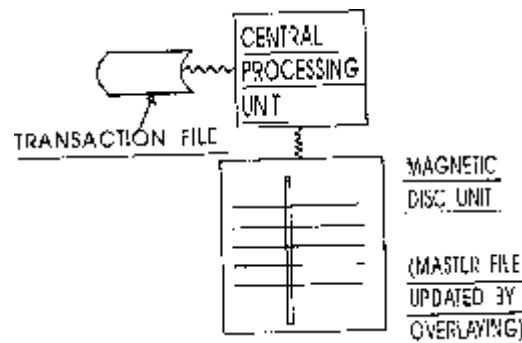 CENTRAL
PROCESSING
UNIT
TRANSACTION FILE
MAGNETIC
DISC UNIT
(MASTER FILE
UPDATED BY
OVERLAYING)